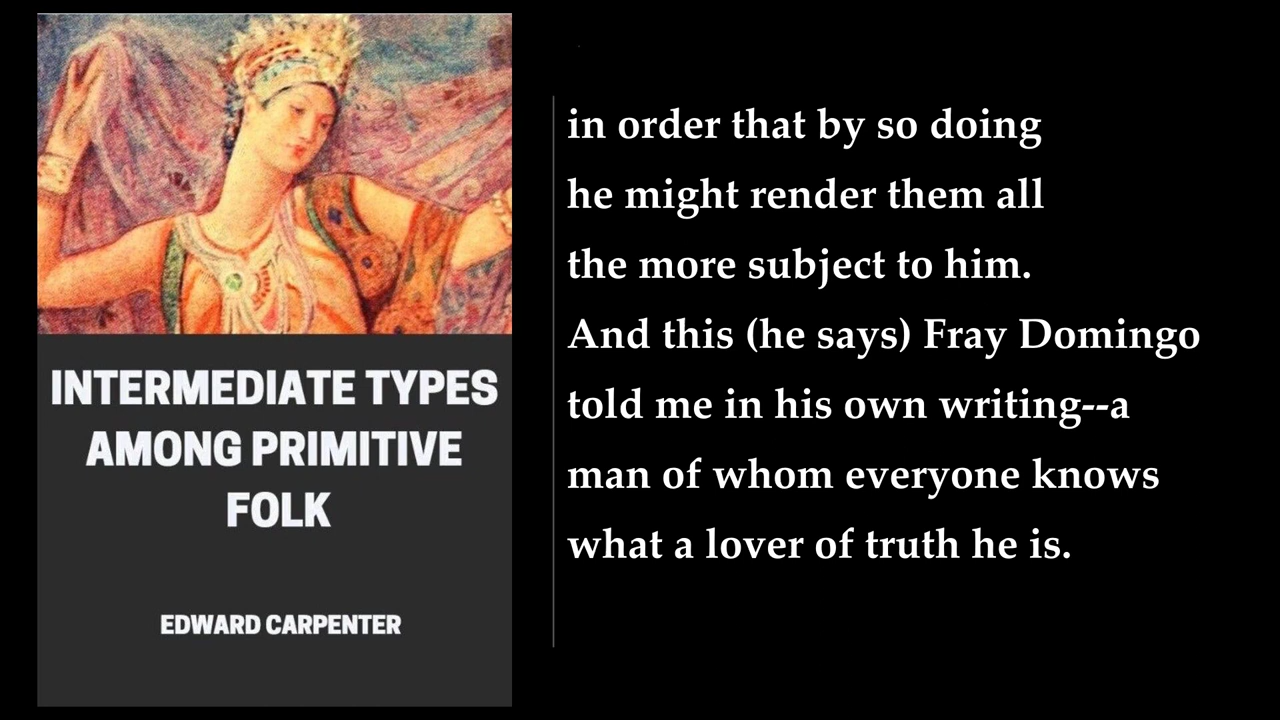 INTERMEDIATE TYPES
AMONG PRIMITIVE
FOLK
EDWARD CARPENTER
in order that by so doing
he might render them all
the more subject to him.
And this (he says) Fray Domingo
told me in his own writing--a
man of whom everyone knows
what a lover of truth he is.